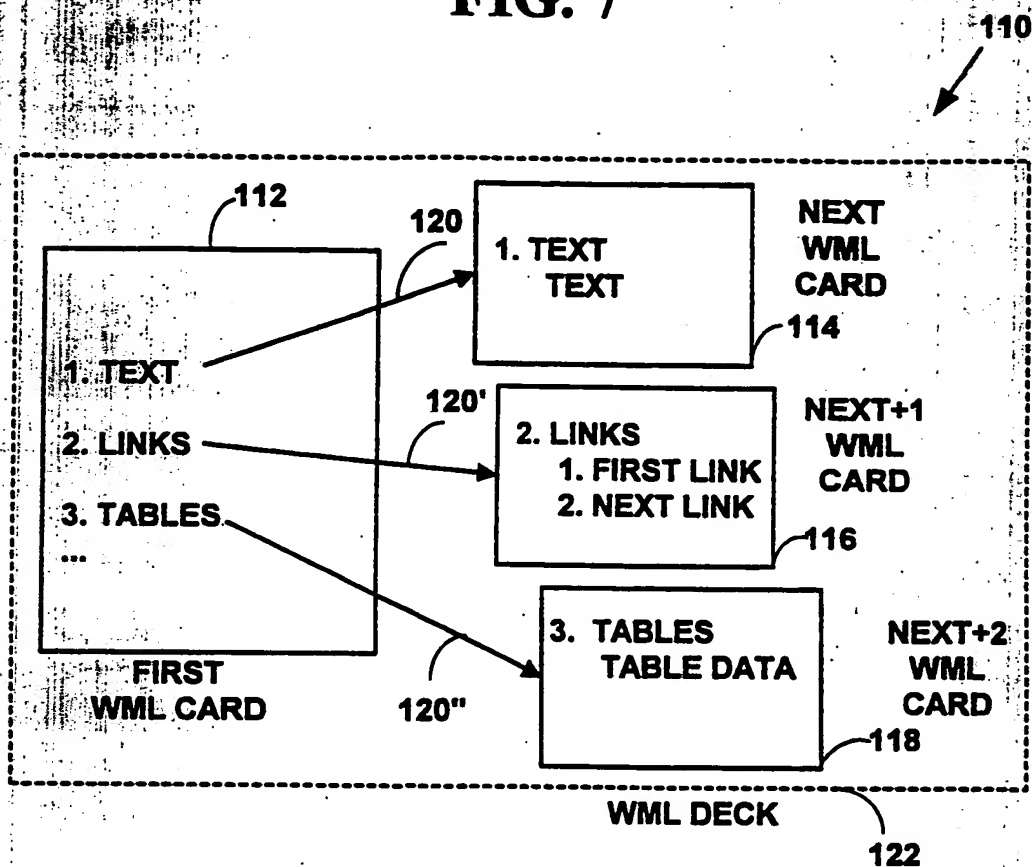 FIG. 7
110
112
120
1. TEXT
TEXT
NEXT
WML
CARD
114
1. TEXT
2. LINKS
3. TABLES
...
120'
2. LINKS
1. FIRST LINK
2. NEXT LINK
NEXT+1
WML
CARD
116
FIRST
WML CARD
120"
3. TABLES
TABLE DATA
NEXT+2
WML
CARD
118
WML DECK
122